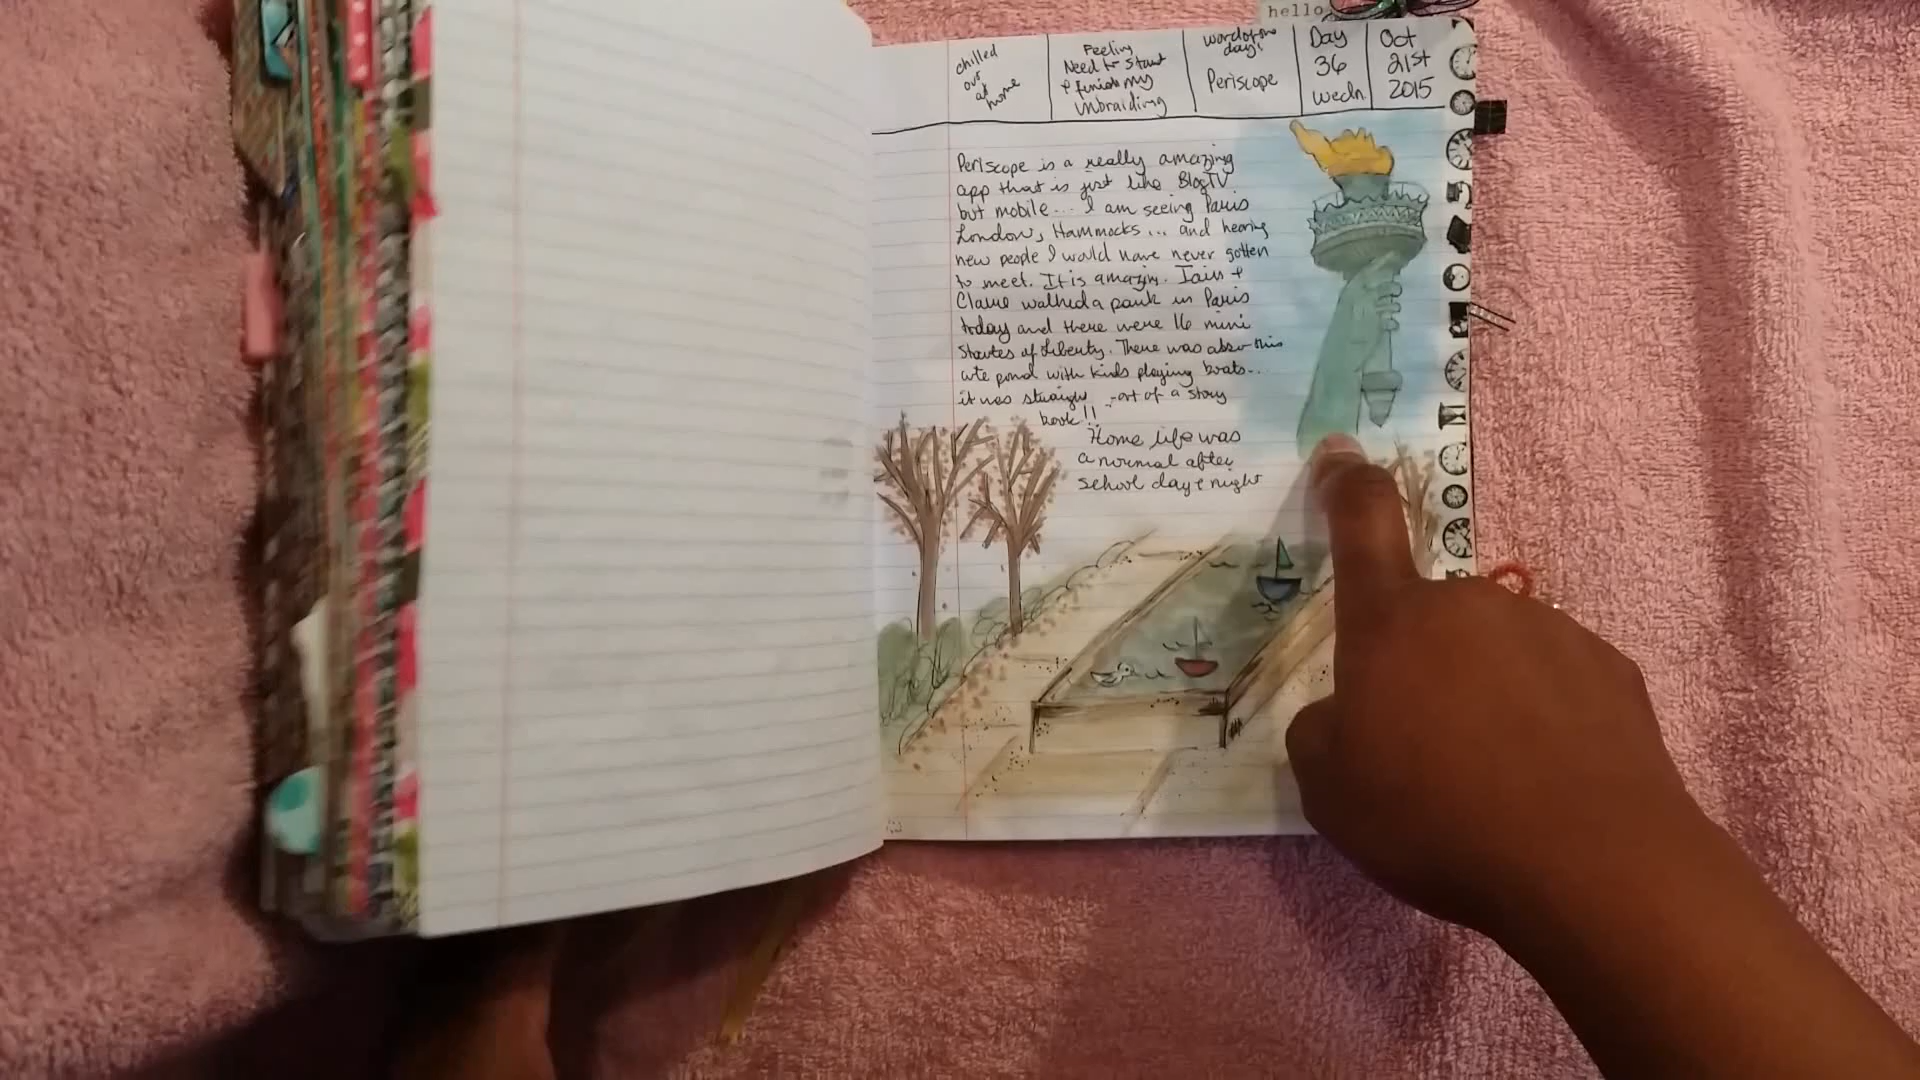 hello
chilled
out
at
home
Feeling
Need to start
& finish my
unbraiding
word of the
day!
Periscope
Day
36
Wedn
Oct
21st
2015
Periscope is a really amazing
app that is just like BlogTV
but mobile... I am seeing Paris
London, Hammocks... and hearing
new people I would have never gotten
to meet. It is amazing. Iain +
Claire walked a park in Paris
today and there were 16 mini
Statues of Liberty. There was also this
cute pond with kids playing boats...
it was straight out of a story
book!!
Home life was
a normal after
school day & night